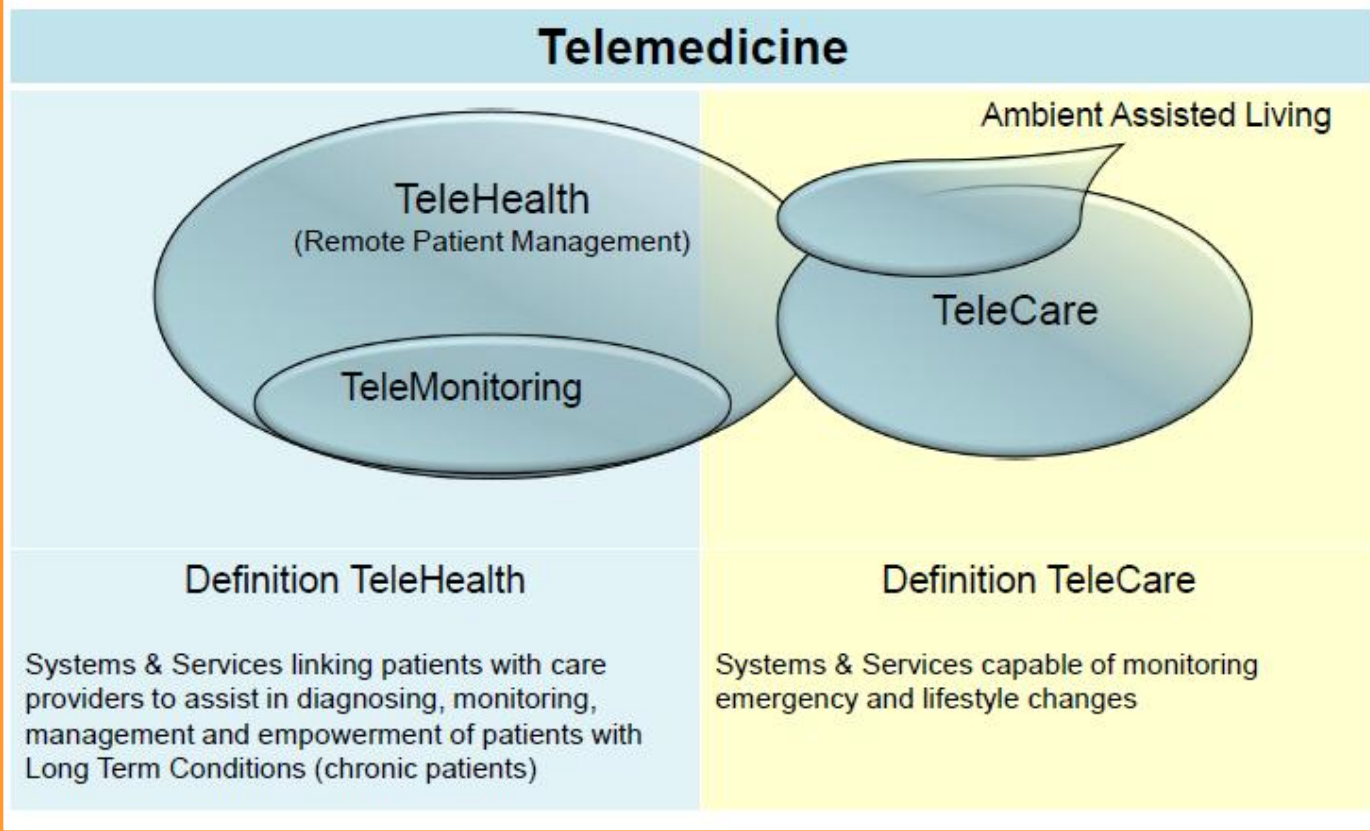 Telemedicine
Ambient Assisted Living
TeleHealth
(Remote Patient Management)
TeleCare
TeleMonitoring
Definition TeleHealth
Systems & Services linking patients with care
providers to assist in diagnosing, monitoring,
management and empowerment of patients with
Long Term Conditions (chronic patients)
Definition TeleCare
Systems & Services capable of monitoring
emergency and lifestyle changes